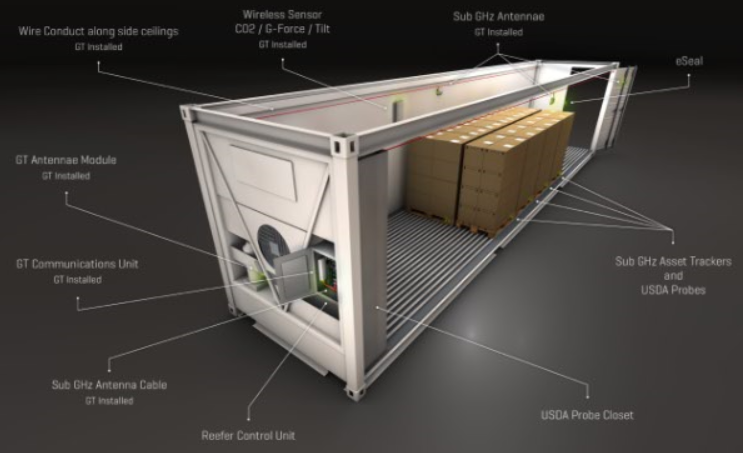 Wire Conduct along side ceilings
GT Installed
Wireless Sensor
CO2 / G-Force / Tilt
GT Installed
Sub GHz Antennae
GT Installed
eSeal
GT Antennae Module
GT Installed
GT Communications Unit
GT Installed
Sub GHz Asset Trackers
and
USDA Probes
Sub GHz Antenna Cable
GT Installed
USDA Probe Closet
Reefer Control Unit